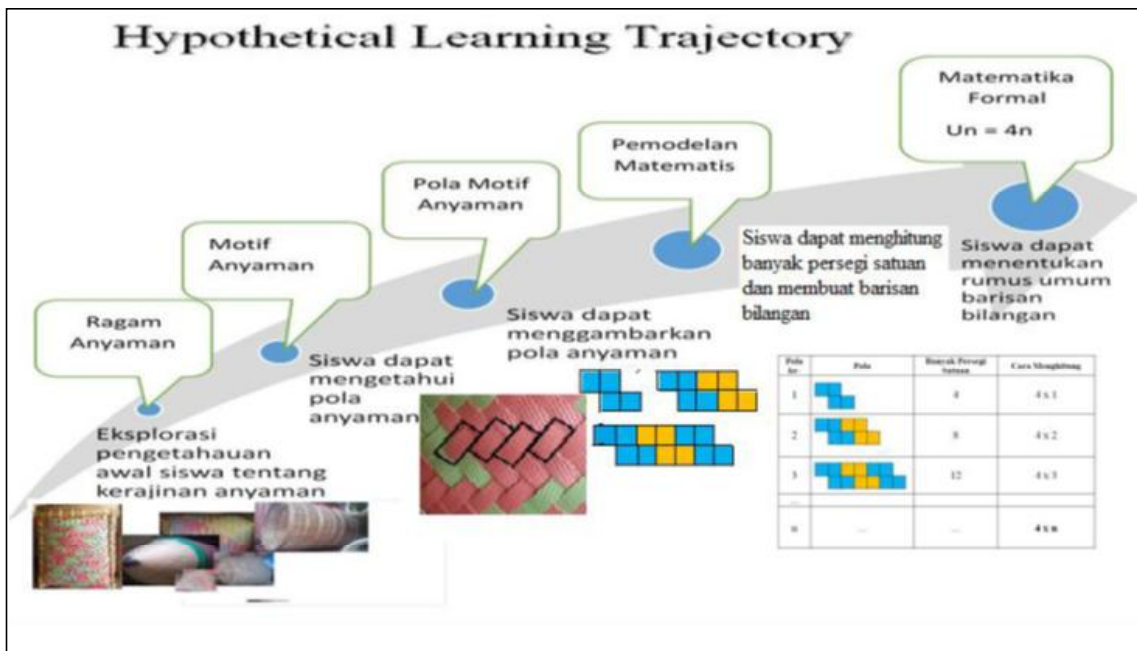 Hypothetical Learning Trajectory
Ragam
Anyaman
Eksplorasi
pengetahuan
awal siswa tentang
kerajinan anyaman
Motif
Anyaman
Siswa dapat
mengetahui
pola
anyaman
Pola Motif
Anyaman
Siswa dapat
menggambarkan
pola anyaman
Pemodelan
Matematis
Siswa dapat menghitung
banyak persegi satuan
dan membuat barisan
bilangan
Matematika
Formal
Un = 4n
Siswa dapat
menentukan
rumus umum
barisan
bilangan
Pola ke- Pola Banyak Persegi Satuan Cara Menghitung
1 4 4 x 1
2 8 4 x 2
3 12 4 x 3
...
n ... ... 4 x n